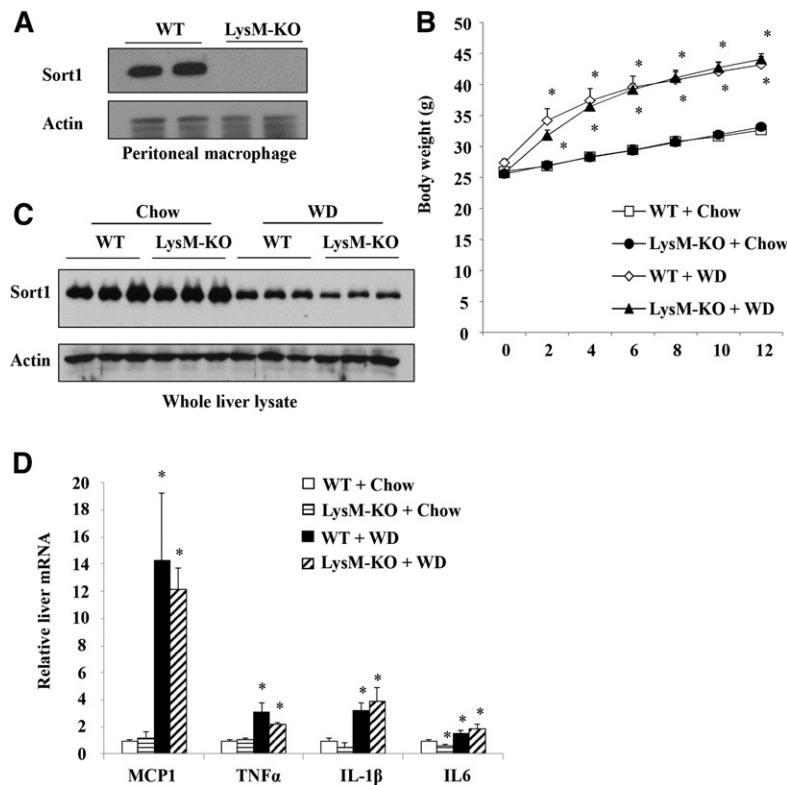 A
WT LysM-KO
Sort1
Actin
Peritoneal macrophage
B
Body weight (g)
50
45
40
35
30
25
20
15
10
5
0
0 2 4 6 8 10 12
* * * * * *
* * * * * *
WT + Chow
LysM-KO + Chow
WT + WD
LysM-KO + WD
C
Chow WD
WT LysM-KO WT LysM-KO
Sort1
Actin
Whole liver lysate
D
Relative liver mRNA
20
18
16
14
12
10
8
6
4
2
0
* *
* *
* *
* * *
WT + Chow
LysM-KO + Chow
WT + WD
LysM-KO + WD
MCP1 TNFα IL-1β IL6